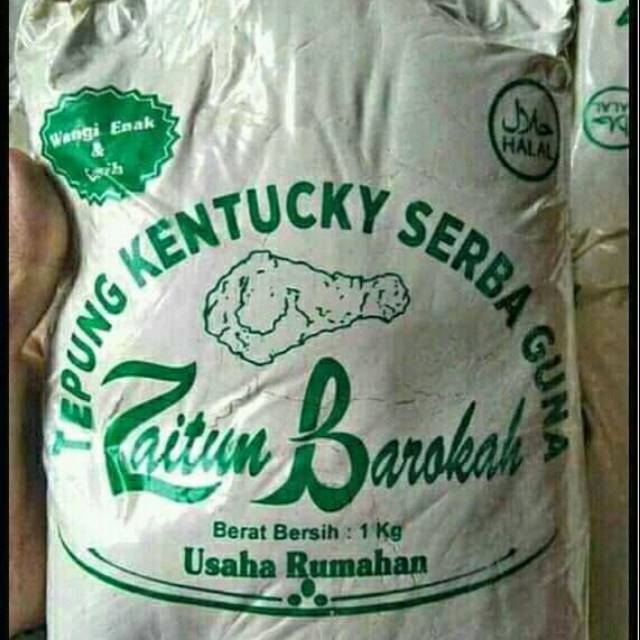 Wangi Enak
&
حلال
HALAL
TEPUNG KENTUCKY SERBA GUNA
Zaitun Barokah
Berat Bersih : 1 Kg
Usaha Rumahan